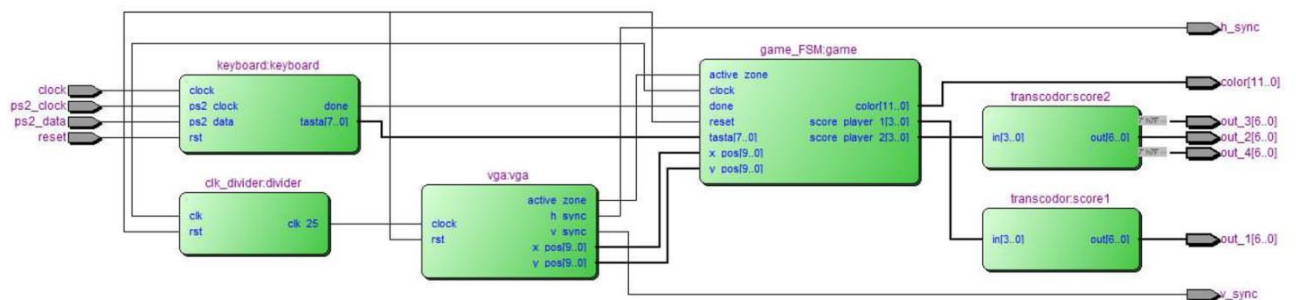 h_sync
game_FSM:game
keyboard:keyboard
active zone
clock
clock
clock
color[11..0]
transcodor:score2
color[11..0]
ps2_clock
ps2 clock
done
done
ps2_data
ps2 data
tasta[7..0]
reset
score player 1[3..0]
out_3[6..0]
reset
rst
tasta[7..0]
score player 2[3..0]
in[3..0]
out[6..0]
out_2[6..0]
x pos[9..0]
out_4[6..0]
y pos[9..0]
clk_divider:divider
vga:vga
transcodor:score1
active zone
clk
clk 25
clock
h sync
rst
rst
v sync
in[3..0]
out[6..0]
out_1[6..0]
x pos[9..0]
y pos[9..0]
v_sync